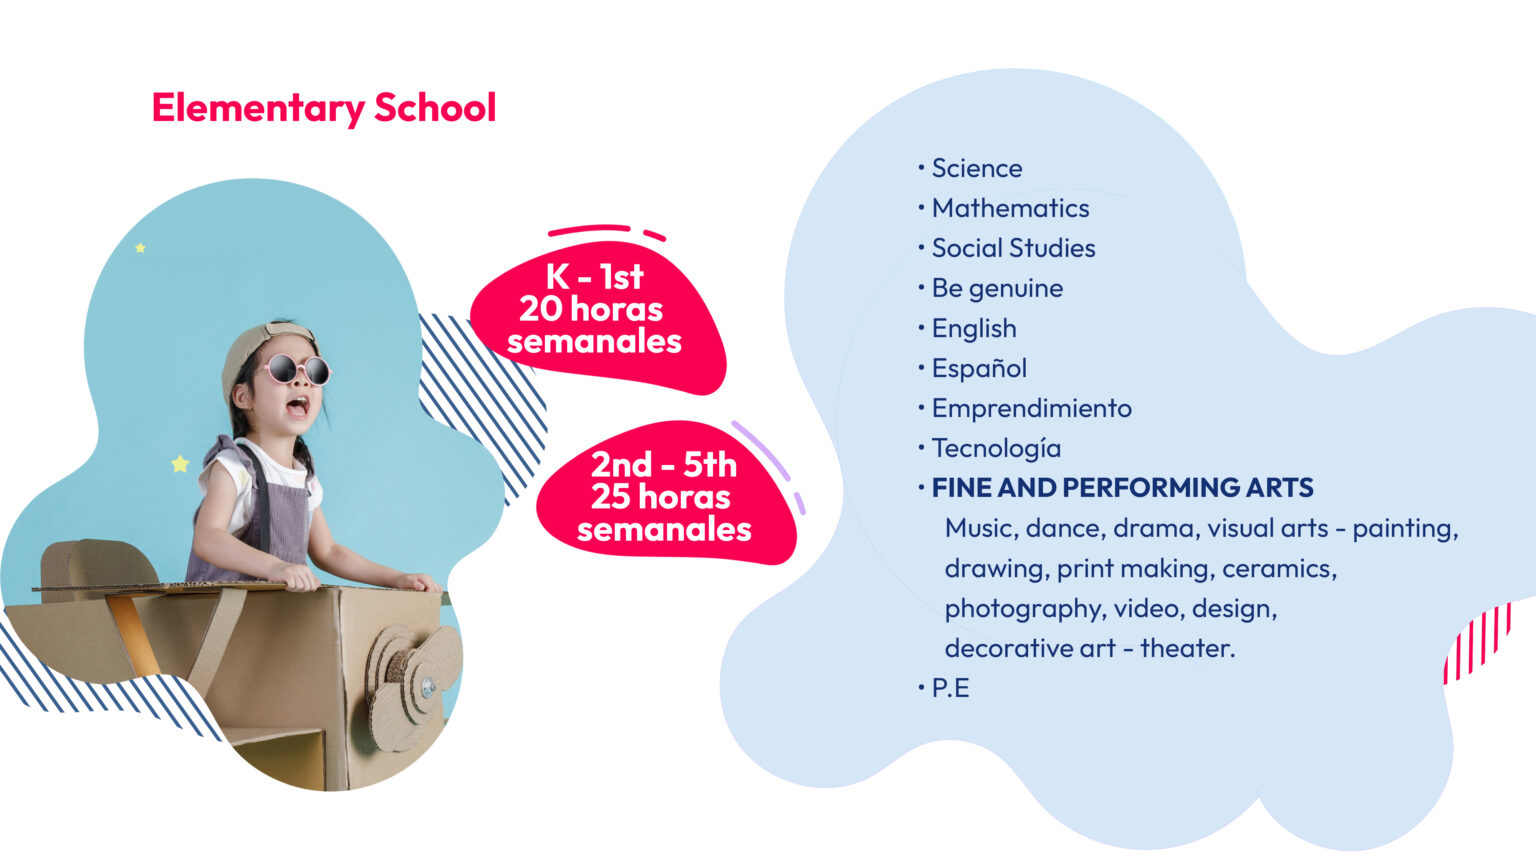 Elementary School
K - 1st
20 horas
semanales
2nd - 5th
25 horas
semanales
• Science
• Mathematics
• Social Studies
• Be genuine
• English
• Español
• Emprendimiento
• Tecnología
• FINE AND PERFORMING ARTS
Music, dance, drama, visual arts - painting,
drawing, print making, ceramics,
photography, video, design,
decorative art - theater.
• P.E